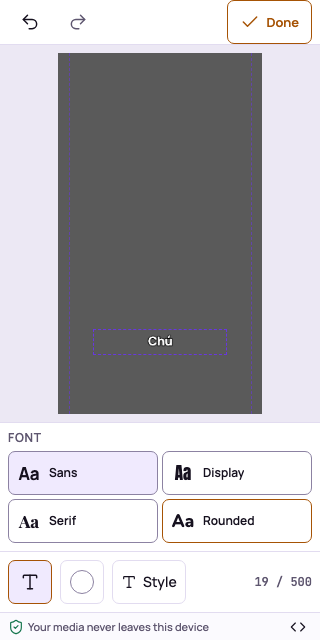 Done
Chú
FONT
Aa Sans
Aa Display
Aa Serif
Aa Rounded
T Style
19 / 500
Your media never leaves this device